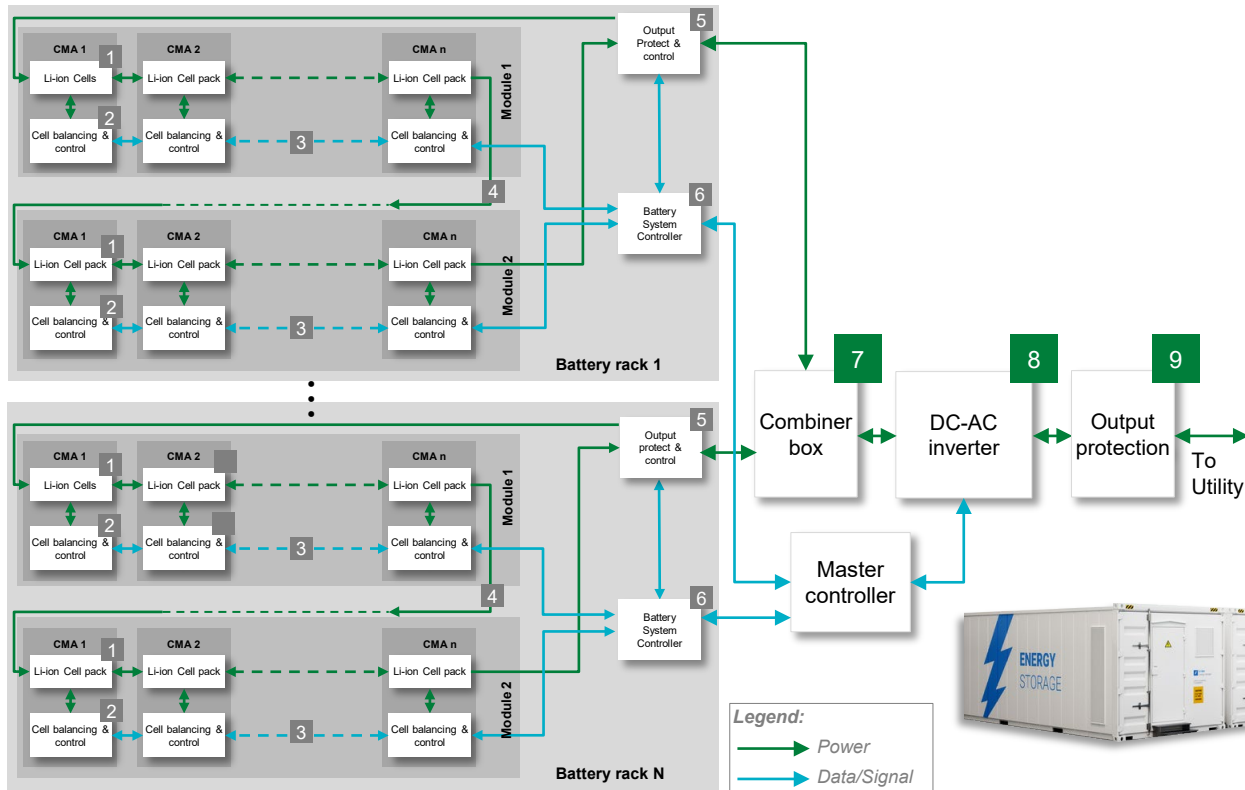 5
CMA 1
CMA 2
CMA n
Output
Protect &
control
1
Li-ion Cells
Li-ion Cell pack
Li-ion Cell pack
Module 1
2
Cell balancing &
control
Cell balancing &
control
3
Cell balancing &
control
4
6
Battery
System
Controller
CMA 1
CMA 2
CMA n
1
Li-ion Cell pack
Li-ion Cell pack
Li-ion Cell pack
Module 2
2
Cell balancing &
control
Cell balancing &
control
3
Cell balancing &
control
Battery rack 1
7
8
9
Combiner
box
DC-AC
inverter
Output
protection
To
Utility
5
Output
protect &
control
CMA 1
CMA 2
CMA n
1
Li-ion Cells
Li-ion Cell pack
Li-ion Cell pack
Module 1
2
Cell balancing &
control
Cell balancing &
control
3
Cell balancing &
control
4
6
Battery
System
Controller
Master
controller
CMA 1
CMA 2
CMA n
1
Li-ion Cell pack
Li-ion Cell pack
Li-ion Cell pack
Module 2
2
Cell balancing &
control
Cell balancing &
control
3
Cell balancing &
control
Battery rack N
Legend:
Power
Data/Signal
ENERGY
STORAGE